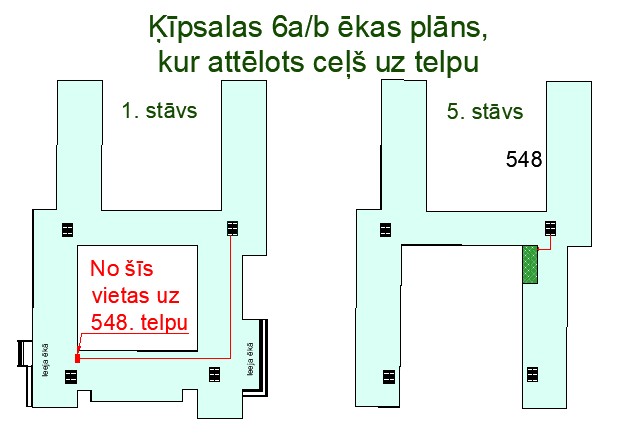 Ķīpsalas 6a/b ēkas plāns,
kur attēlots ceļš uz telpu
1. stāvs
5. stāvs
548
No šīs
vietas uz
548. telpu
Ieeja ēkā
Ieeja ēkā